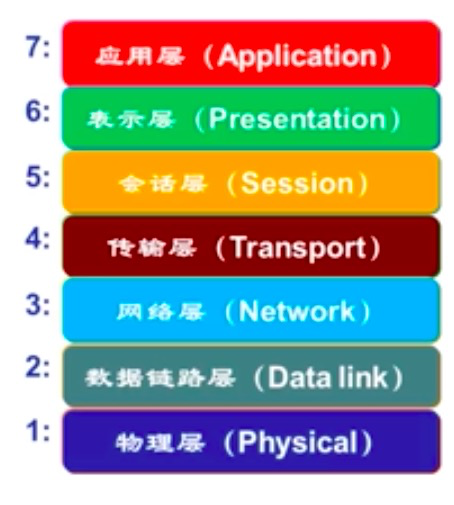 7: 应用层（Application）
6: 表示层（Presentation）
5: 会话层（Session）
4: 传输层（Transport）
3: 网络层（Network）
2: 数据链路层（Data link）
1: 物理层（Physical）